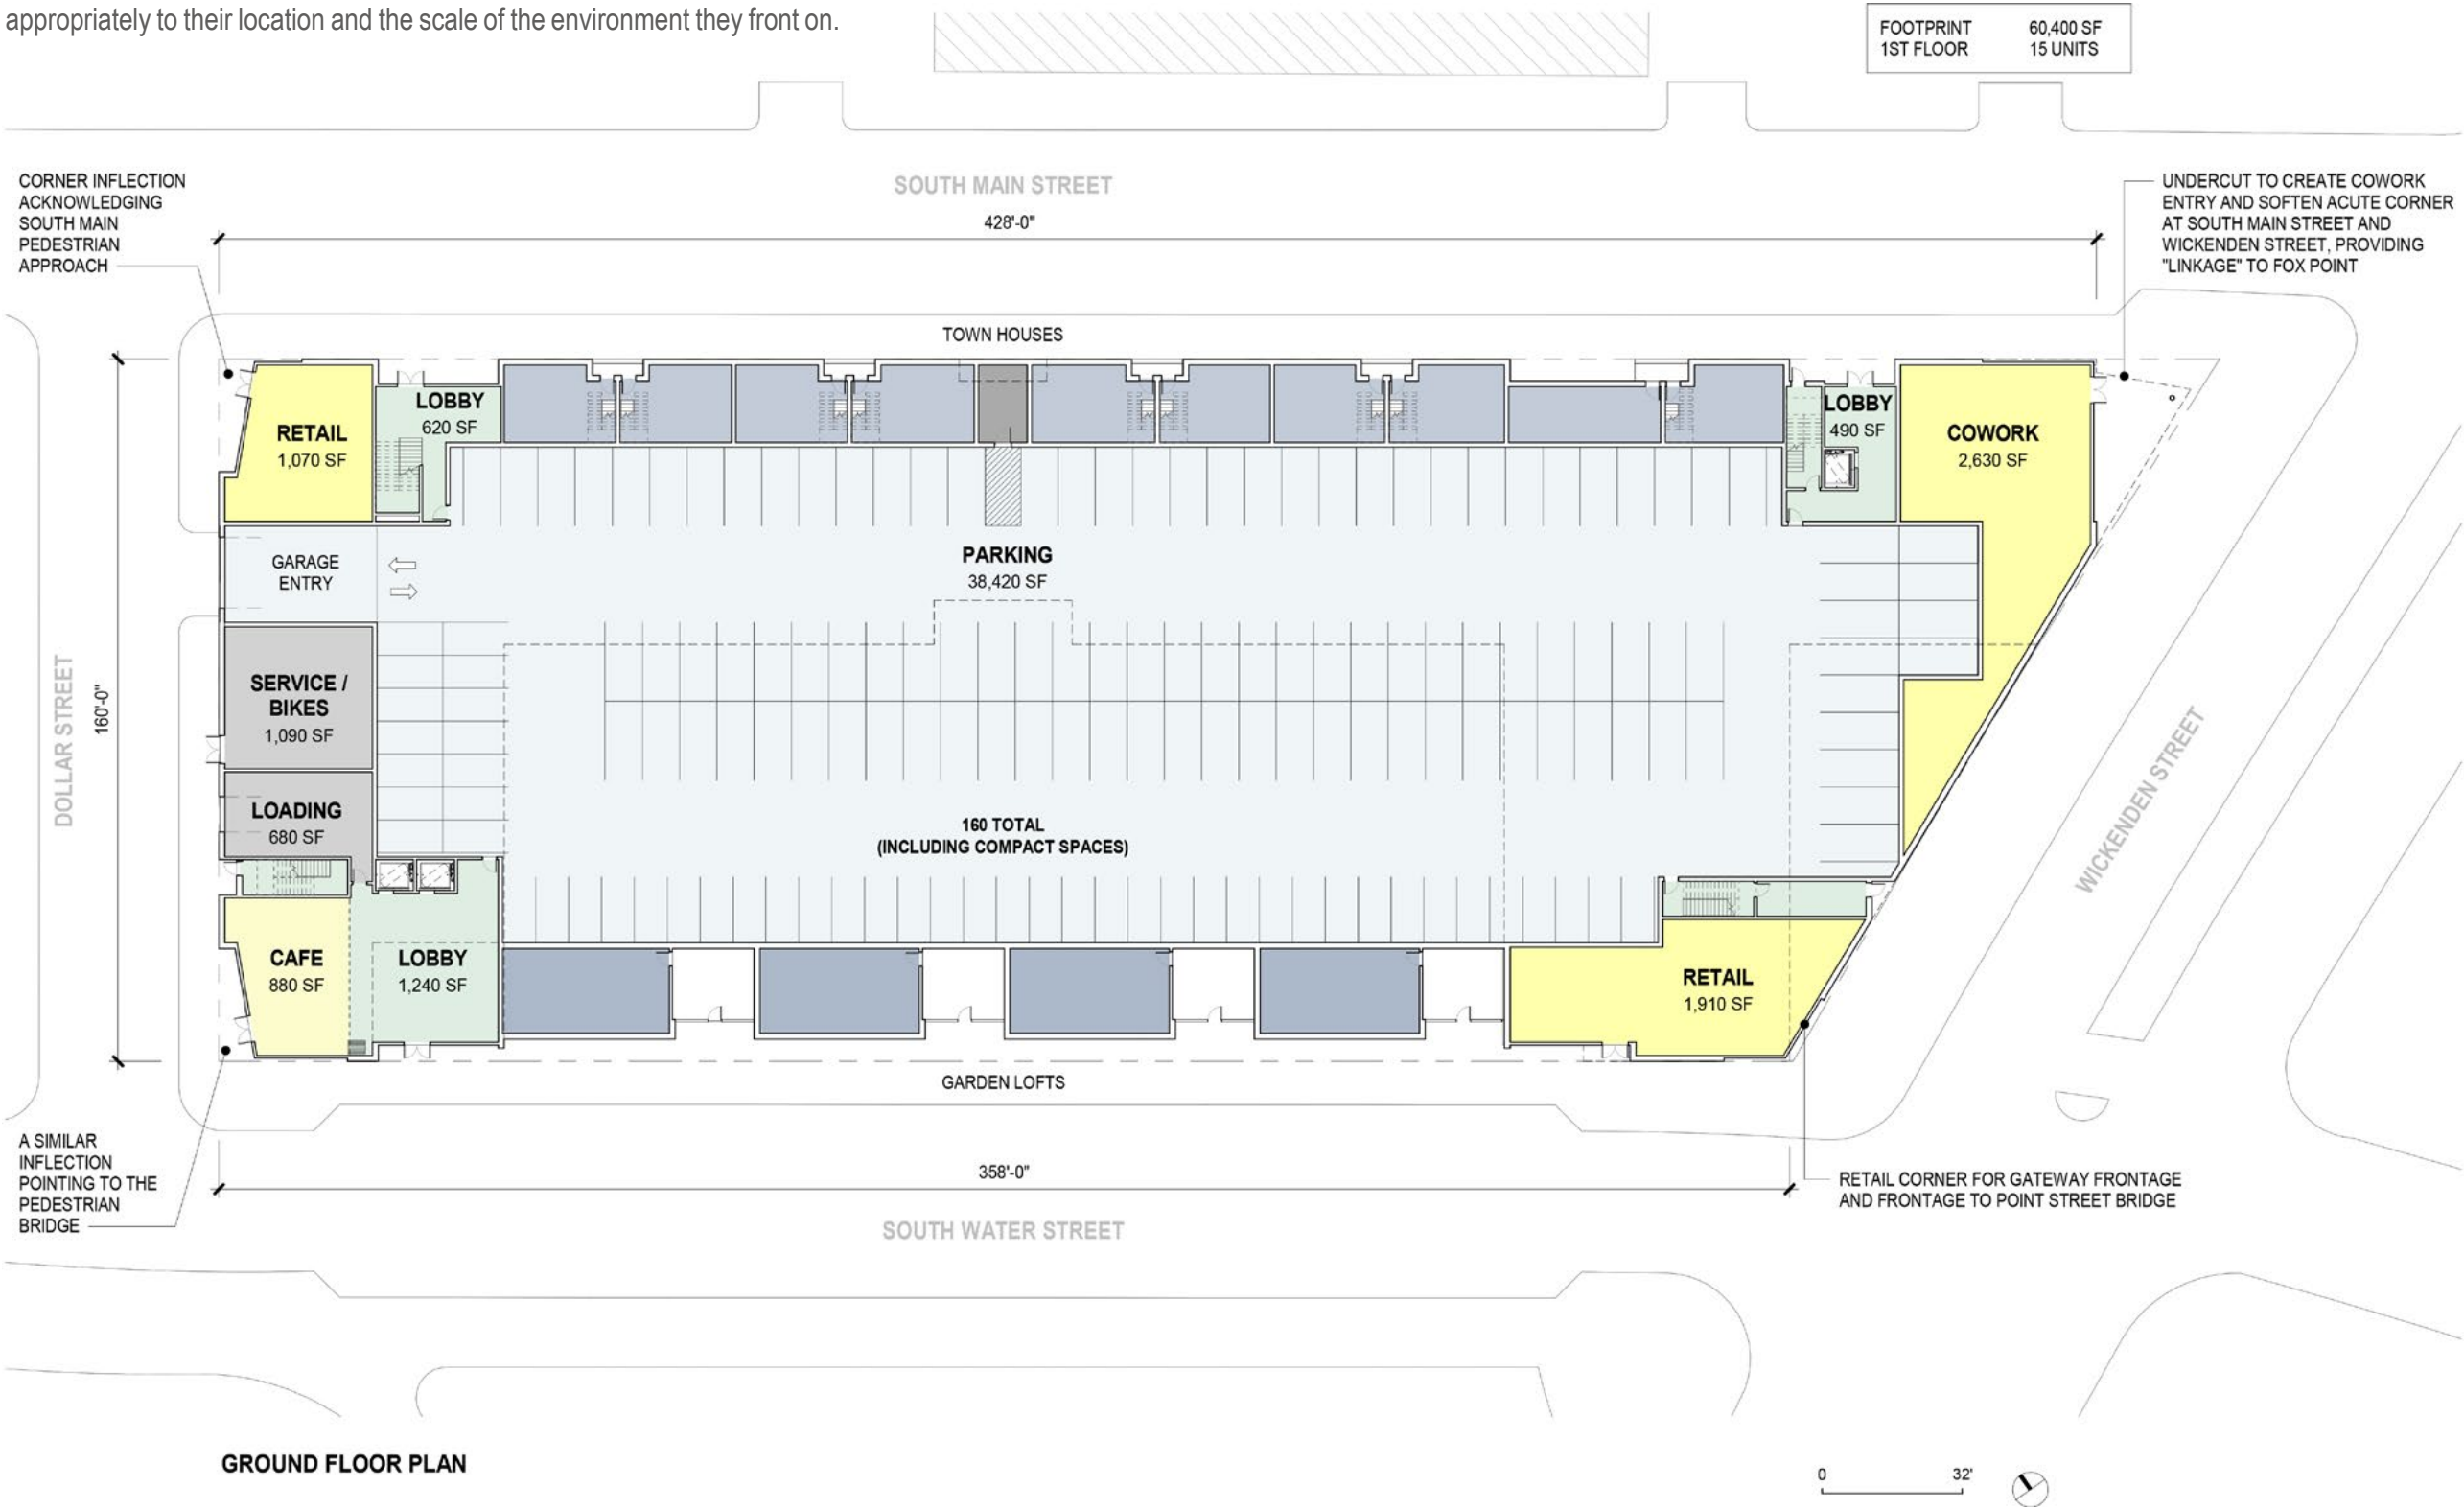 appropriately to their location and the scale of the environment they front on.
FOOTPRINT 60,400 SF
1ST FLOOR 15 UNITS
CORNER INFLECTION
ACKNOWLEDGING
SOUTH MAIN
PEDESTRIAN
APPROACH
SOUTH MAIN STREET
428'-0"
UNDERCUT TO CREATE COWORK
ENTRY AND SOFTEN ACUTE CORNER
AT SOUTH MAIN STREET AND
WICKENDEN STREET, PROVIDING
"LINKAGE" TO FOX POINT
TOWN HOUSES
RETAIL
1,070 SF
LOBBY
620 SF
LOBBY
490 SF
COWORK
2,630 SF
GARAGE
ENTRY
PARKING
38,420 SF
DOLLAR STREET
160'-0"
SERVICE /
BIKES
1,090 SF
LOADING
680 SF
160 TOTAL
(INCLUDING COMPACT SPACES)
WICKENDEN STREET
CAFE
880 SF
LOBBY
1,240 SF
RETAIL
1,910 SF
GARDEN LOFTS
A SIMILAR
INFLECTION
POINTING TO THE
PEDESTRIAN
BRIDGE
358'-0"
RETAIL CORNER FOR GATEWAY FRONTAGE
AND FRONTAGE TO POINT STREET BRIDGE
SOUTH WATER STREET
GROUND FLOOR PLAN
0 32'